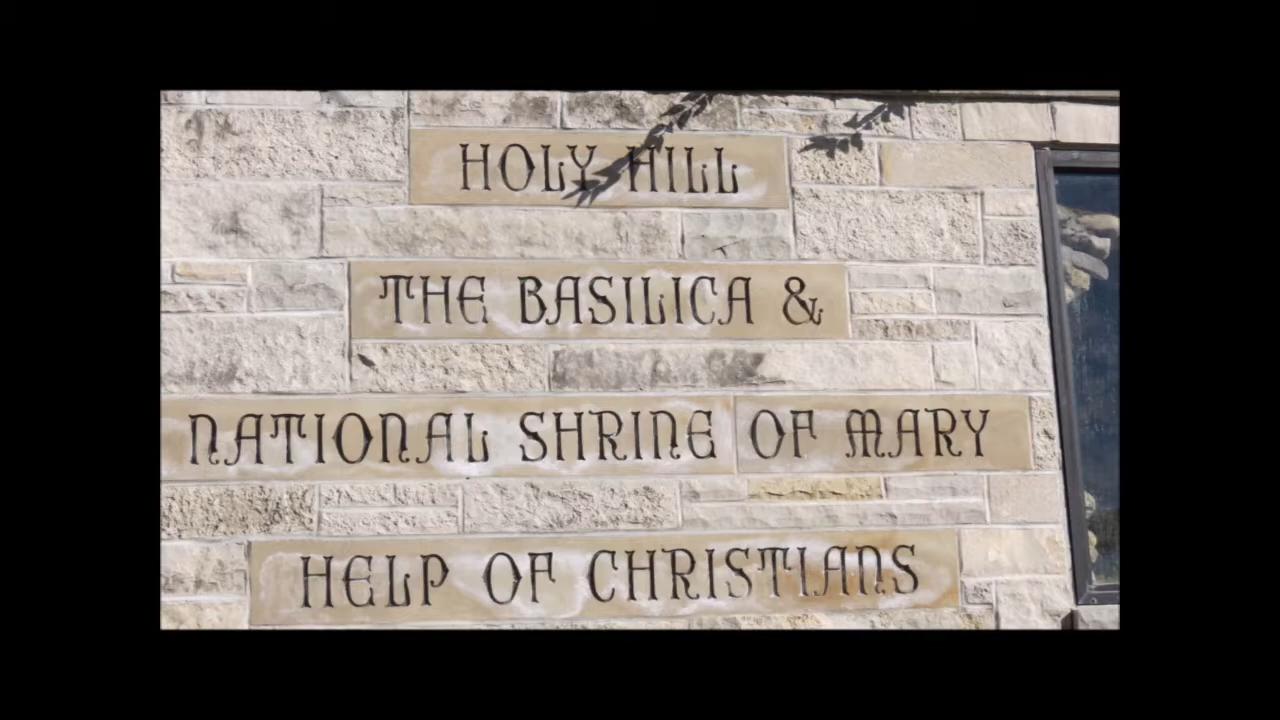 HOLY HILL
THE BASILICA &
NATIONAL SHRINE OF MARY
HELP OF CHRISTIANS